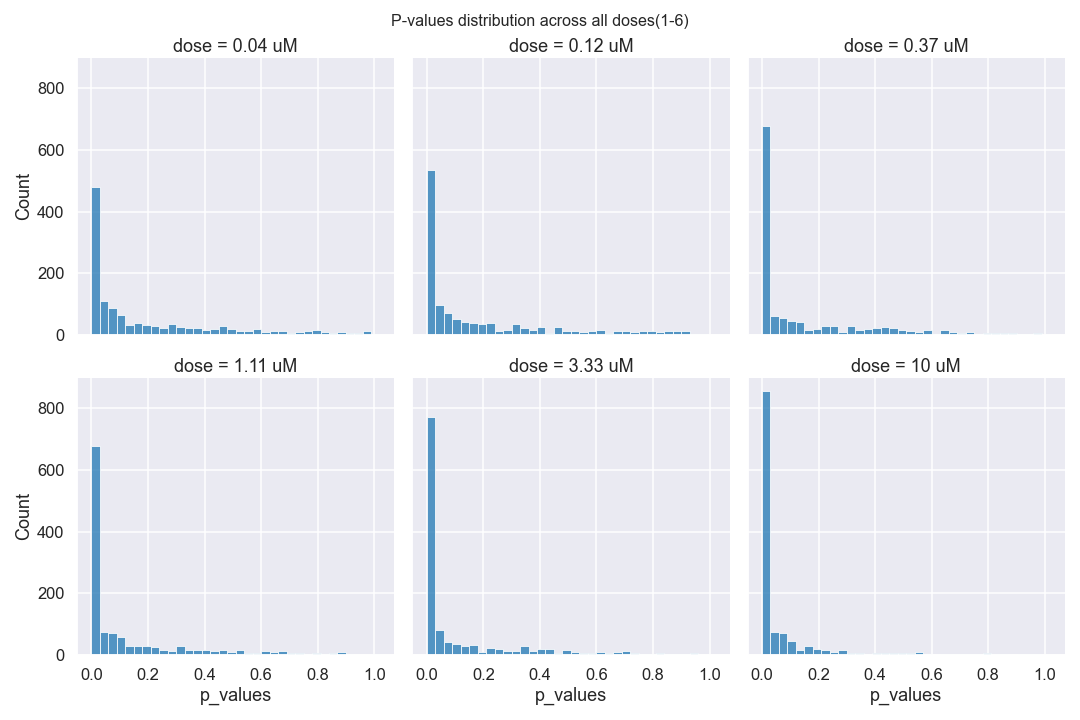 P-values distribution across all doses(1-6)
dose = 0.04 uM
dose = 0.12 uM
dose = 0.37 uM
800
600
400
200
0
Count
dose = 1.11 uM
dose = 3.33 uM
dose = 10 uM
800
600
400
200
0
Count
0.0 0.2 0.4 0.6 0.8 1.0
0.0 0.2 0.4 0.6 0.8 1.0
0.0 0.2 0.4 0.6 0.8 1.0
p_values
p_values
p_values